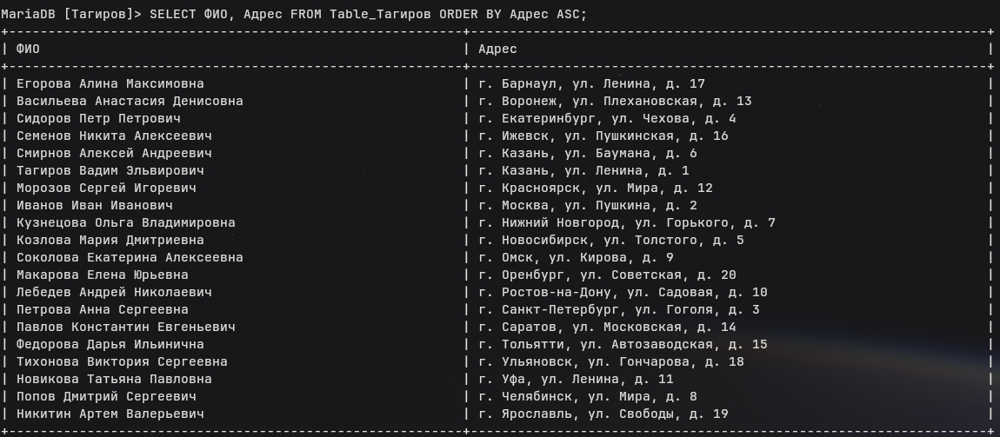 MariaDB [Тагиров]> SELECT ФИО, Адрес FROM Table_Тагиров ORDER BY Адрес ASC;
| ФИО | Адрес |
| Егорова Алина Максимовна | г. Барнаул, ул. Ленина, д. 17 |
| Васильева Анастасия Денисовна | г. Воронеж, ул. Плехановская, д. 13 |
| Сидоров Петр Петрович | г. Екатеринбург, ул. Чехова, д. 4 |
| Семенов Никита Алексеевич | г. Ижевск, ул. Пушкинская, д. 16 |
| Смирнов Алексей Андреевич | г. Казань, ул. Баумана, д. 6 |
| Тагиров Вадим Эльвирович | г. Казань, ул. Ленина, д. 1 |
| Морозов Сергей Игоревич | г. Красноярск, ул. Мира, д. 12 |
| Иванов Иван Иванович | г. Москва, ул. Пушкина, д. 2 |
| Кузнецова Ольга Владимировна | г. Нижний Новгород, ул. Горького, д. 7 |
| Козлова Мария Дмитриевна | г. Новосибирск, ул. Толстого, д. 5 |
| Соколова Екатерина Алексеевна | г. Омск, ул. Кирова, д. 9 |
| Макарова Елена Юрьевна | г. Оренбург, ул. Советская, д. 20 |
| Лебедев Андрей Николаевич | г. Ростов-на-Дону, ул. Садовая, д. 10 |
| Петрова Анна Сергеевна | г. Санкт-Петербург, ул. Гоголя, д. 3 |
| Павлов Константин Евгеньевич | г. Саратов, ул. Московская, д. 14 |
| Федорова Дарья Ильинична | г. Тольятти, ул. Автозаводская, д. 15 |
| Тихонова Виктория Сергеевна | г. Ульяновск, ул. Гончарова, д. 18 |
| Новикова Татьяна Павловна | г. Уфа, ул. Ленина, д. 11 |
| Попов Дмитрий Сергеевич | г. Челябинск, ул. Мира, д. 8 |
| Никитин Артем Валерьевич | г. Ярославль, ул. Свободы, д. 19 |